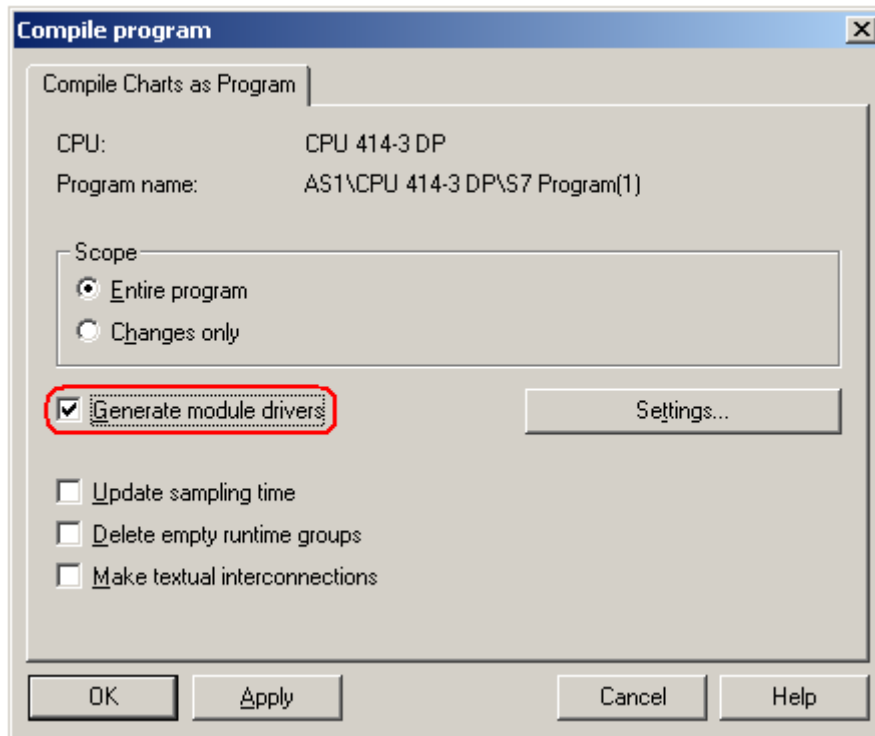 Compile program
Compile Charts as Program
CPU: CPU 414-3 DP
Program name: AS1\CPU 414-3 DP\S7 Program(1)
Scope
Entire program
Changes only
Generate module drivers
Settings...
Update sampling time
Delete empty runtime groups
Make textual interconnections
OK Apply Cancel Help